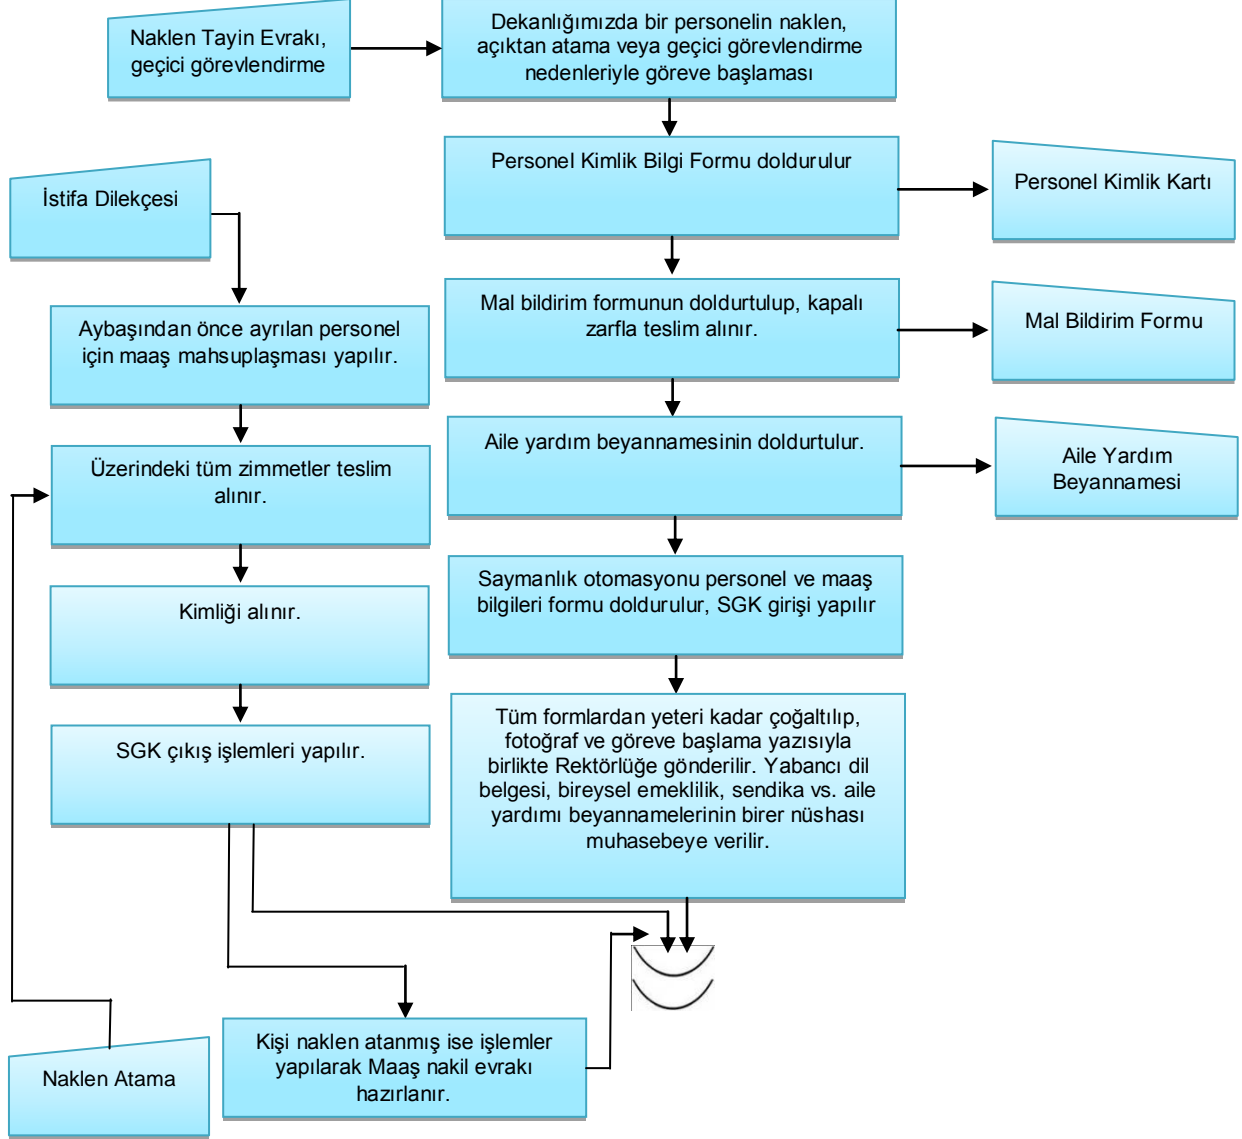 Naklen Tayin Evrakı,
geçici görevlendirme
Dekanlığımızda bir personelin naklen,
açıktan atama veya geçici görevlendirme
nedenleriyle göreve başlaması
Personel Kimlik Bilgi Formu doldurulur
Personel Kimlik Kartı
İstifa Dilekçesi
Mal bildirim formunun doldurtulup, kapalı
zarfla teslim alınır.
Mal Bildirim Formu
Aybaşından önce ayrılan personel
için maaş mahsuplaşması yapılır.
Aile yardım beyannamesinin doldurtulur.
Aile Yardım
Beyannamesi
Üzerindeki tüm zimmetler teslim
alınır.
Saymanlık otomasyonu personel ve maaş
bilgileri formu doldurulur, SGK girişi yapılır
Kimliği alınır.
Tüm formlardan yeteri kadar çoğaltılıp,
fotoğraf ve göreve başlama yazısıyla
birlikte Rektörlüğe gönderilir. Yabancı dil
belgesi, bireysel emeklilik, sendika vs. aile
yardımı beyannamelerinin birer nüshası
muhasebeye verilir.
SGK çıkış işlemleri yapılır.
Kişi naklen atanmış ise işlemler
yapılarak Maaş nakil evrakı
hazırlanır.
Naklen Atama